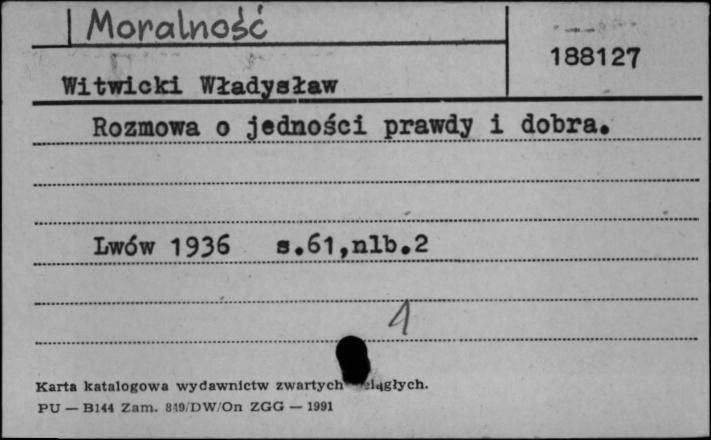 Moralność
188127
Witwicki Władysław
Rozmowa o jedności prawdy i dobra.
Lwów 1936 s.61,nlb.2
1
Karta katalogowa wydawnictw zwartych
PU — B144 Zam. 849/DW/On ZGG — 1991